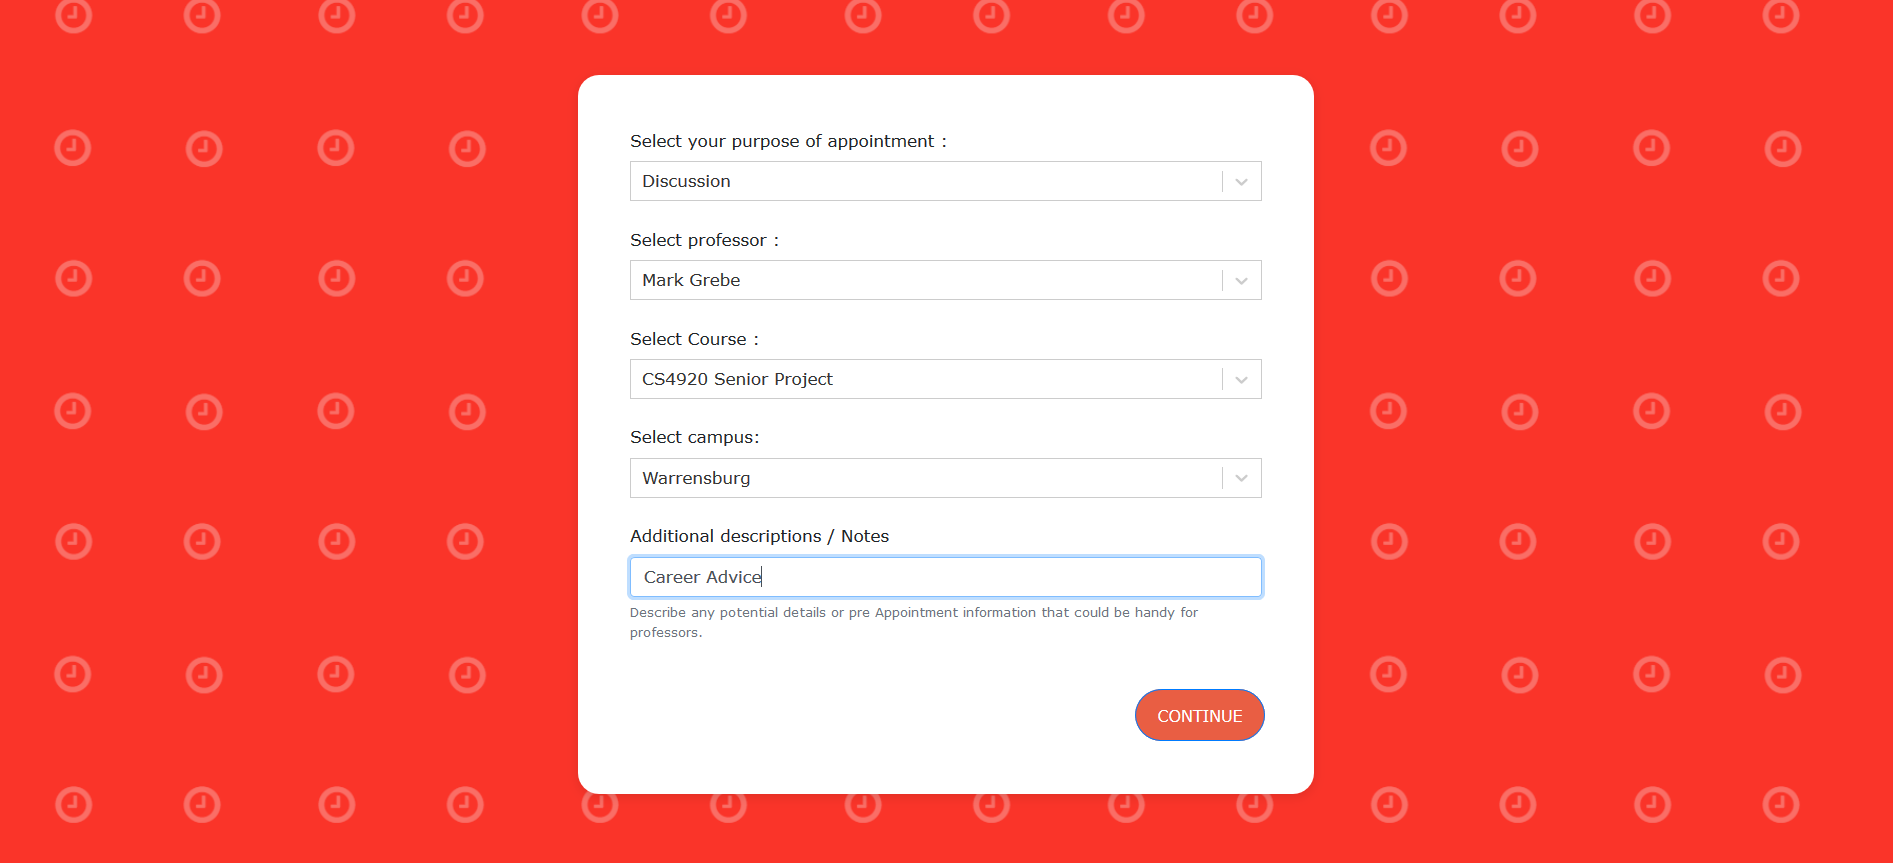 Select your purpose of appointment :
Discussion
Select professor :
Mark Grebe
Select Course :
CS4920 Senior Project
Select campus:
Warrensburg
Additional descriptions / Notes
Career Advice
Describe any potential details or pre Appointment information that could be handy for
professors.
CONTINUE